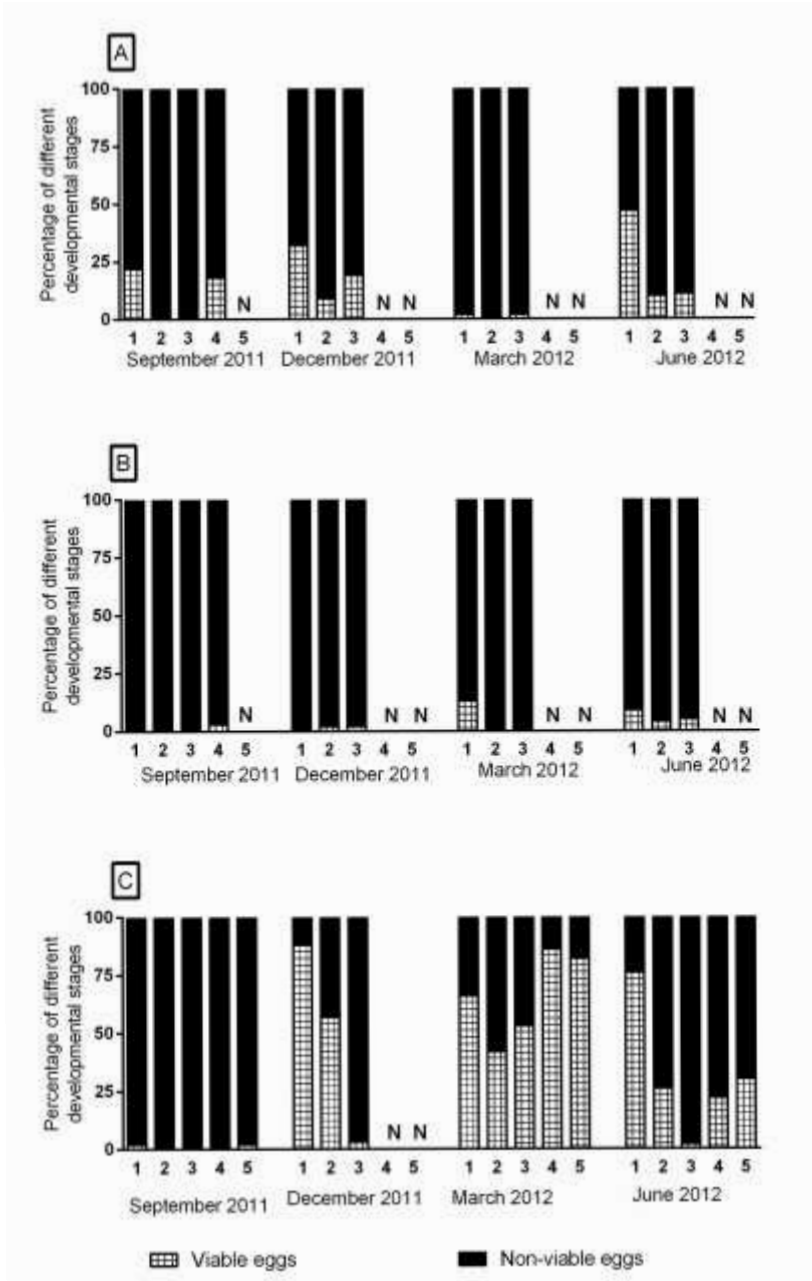 A
Percentage of different
developmental stages
100
75
50
25
0
N
N N
N N
N N
1 2 3 4 5
1 2 3 4 5
1 2 3 4 5
1 2 3 4 5
September 2011
December 2011
March 2012
June 2012
B
Percentage of different
developmental stages
100
75
50
25
0
N
N N
N N
N N
1 2 3 4 5
1 2 3 4 5
1 2 3 4 5
1 2 3 4 5
September 2011
December 2011
March 2012
June 2012
C
Percentage of different
developmental stages
100
75
50
25
0
N N
1 2 3 4 5
1 2 3 4 5
1 2 3 4 5
1 2 3 4 5
September 2011
December 2011
March 2012
June 2012
Viable eggs
Non-viable eggs